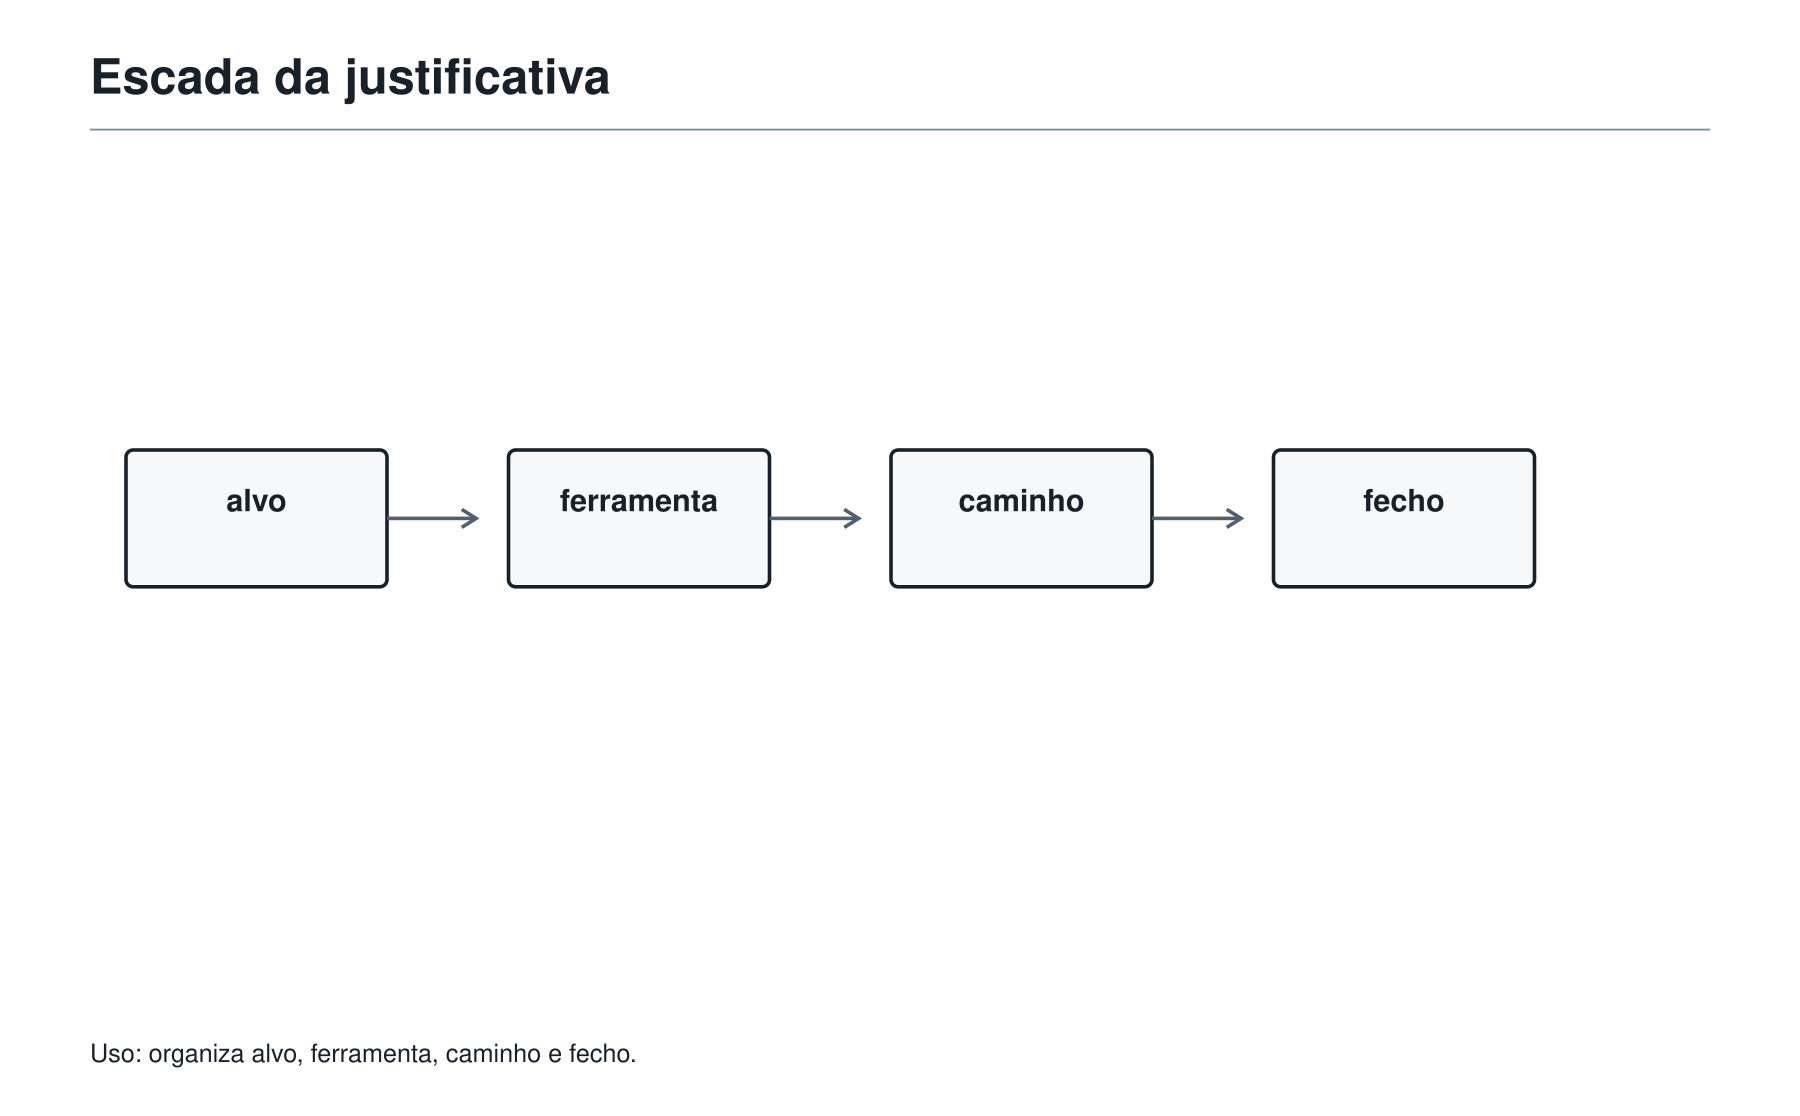 Escada da justificativa
alvo
ferramenta
caminho
fecho
Uso: organiza alvo, ferramenta, caminho e fecho.